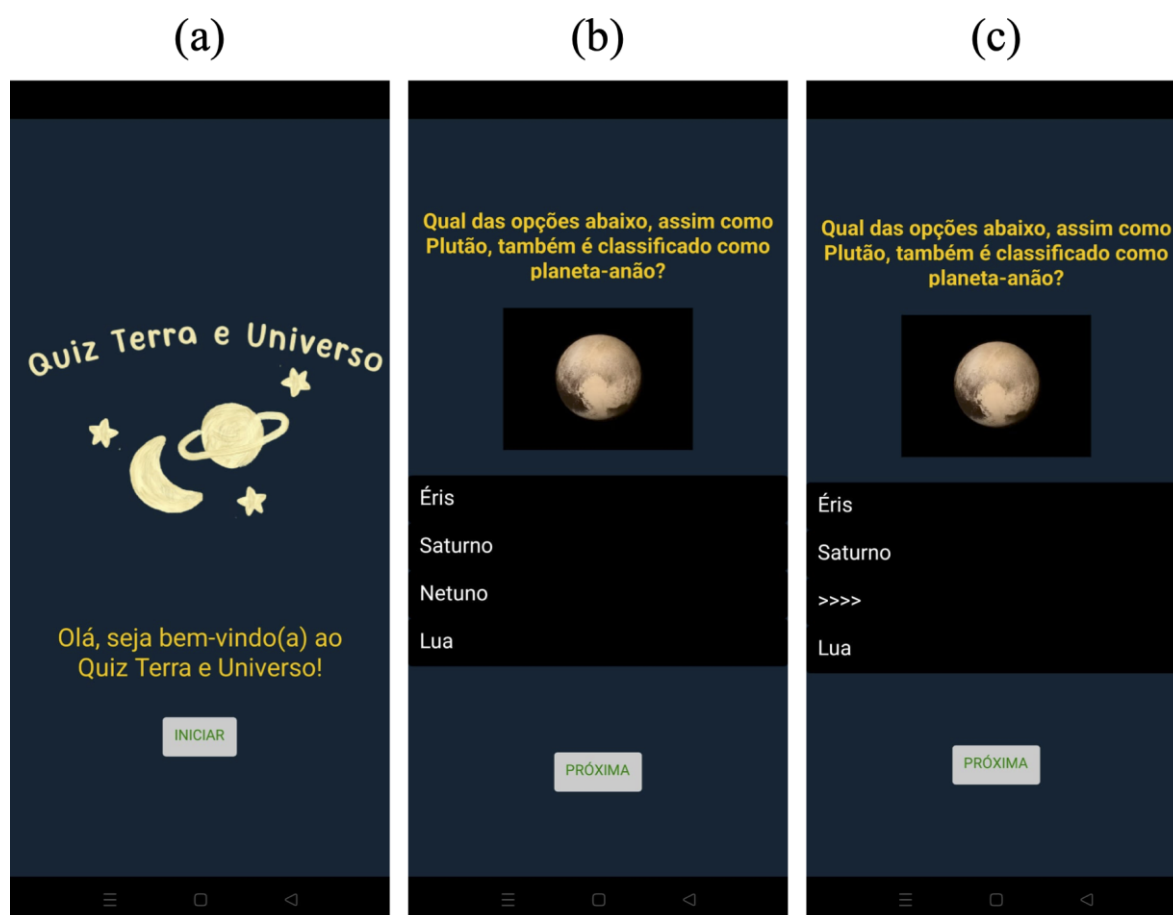 (a)
Quiz Terra e Universo
Olá, seja bem-vindo(a) ao
Quiz Terra e Universo!
INICIAR
(b)
Qual das opções abaixo, assim como
Plutão, também é classificado como
planeta-anão?
Éris
Saturno
Netuno
Lua
PRÓXIMA
(c)
Qual das opções abaixo, assim como
Plutão, também é classificado como
planeta-anão?
Éris
Saturno
>>>>
Lua
PRÓXIMA